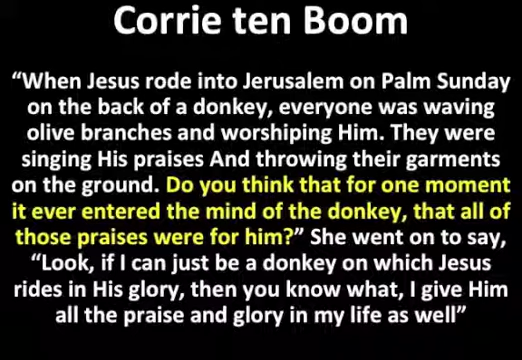 Corrie ten Boom
“When Jesus rode into Jerusalem on Palm Sunday
on the back of a donkey, everyone was waving
olive branches and worshiping Him. They were
singing His praises And throwing their garments
on the ground. Do you think that for one moment
it ever entered the mind of the donkey, that all of
those praises were for him?” She went on to say,
“Look, if I can just be a donkey on which Jesus
rides in His glory, then you know what, I give Him
all the praise and glory in my life as well”